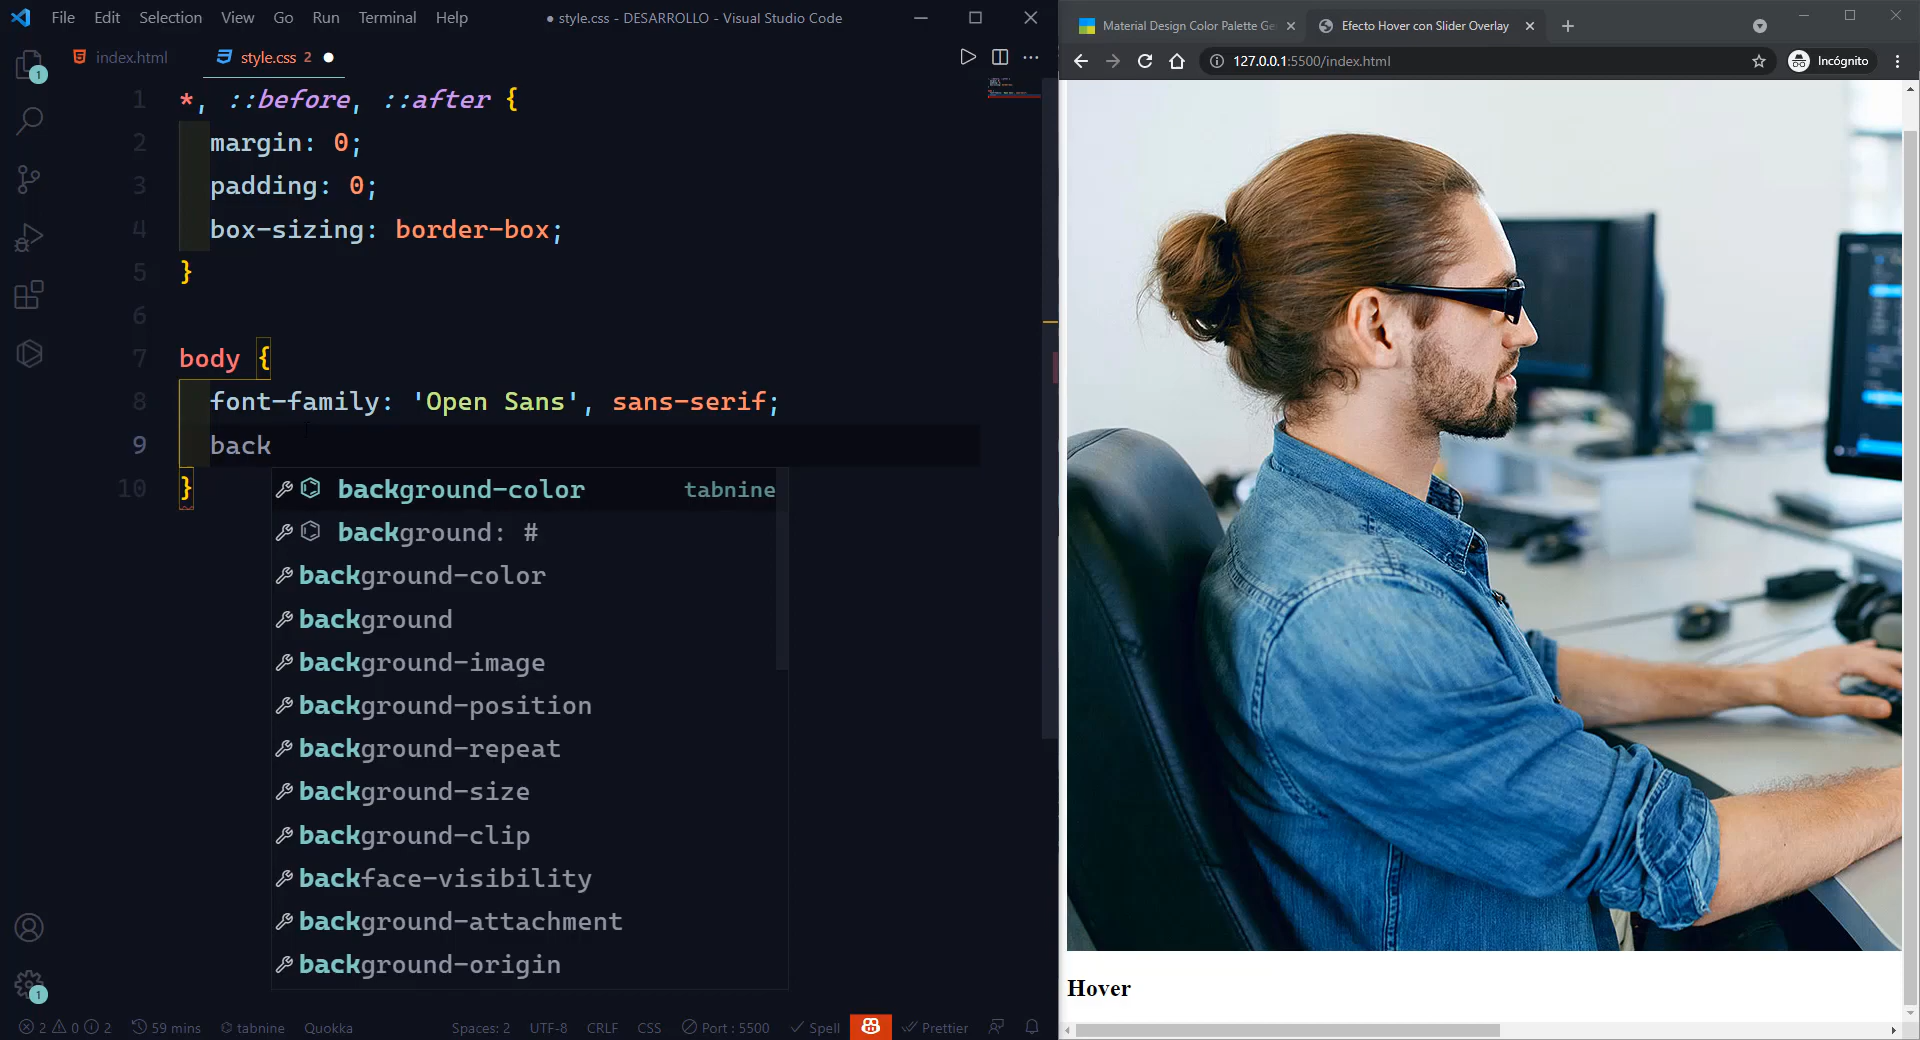 File Edit Selection View Go Run Terminal Help
● style.css - DESARROLLO - Visual Studio Code
index.html
style.css 2 ●
1 *, ::before, ::after {
2 margin: 0;
3 padding: 0;
4 box-sizing: border-box;
5 }
6
7 body {
8 font-family: 'Open Sans', sans-serif;
9 back
10 }
background-color tabnine
background: #
background-color
background
background-image
background-position
background-repeat
background-size
background-clip
backface-visibility
background-attachment
background-origin
1
1
2 0 2 59 mins tabnine Quokka Spaces: 2 UTF-8 CRLF CSS Port : 5500 Spell Prettier
Material Design Color Palette Ge
Efecto Hover con Slider Overlay
127.0.0.1:5500/index.html
Incógnito
Hover